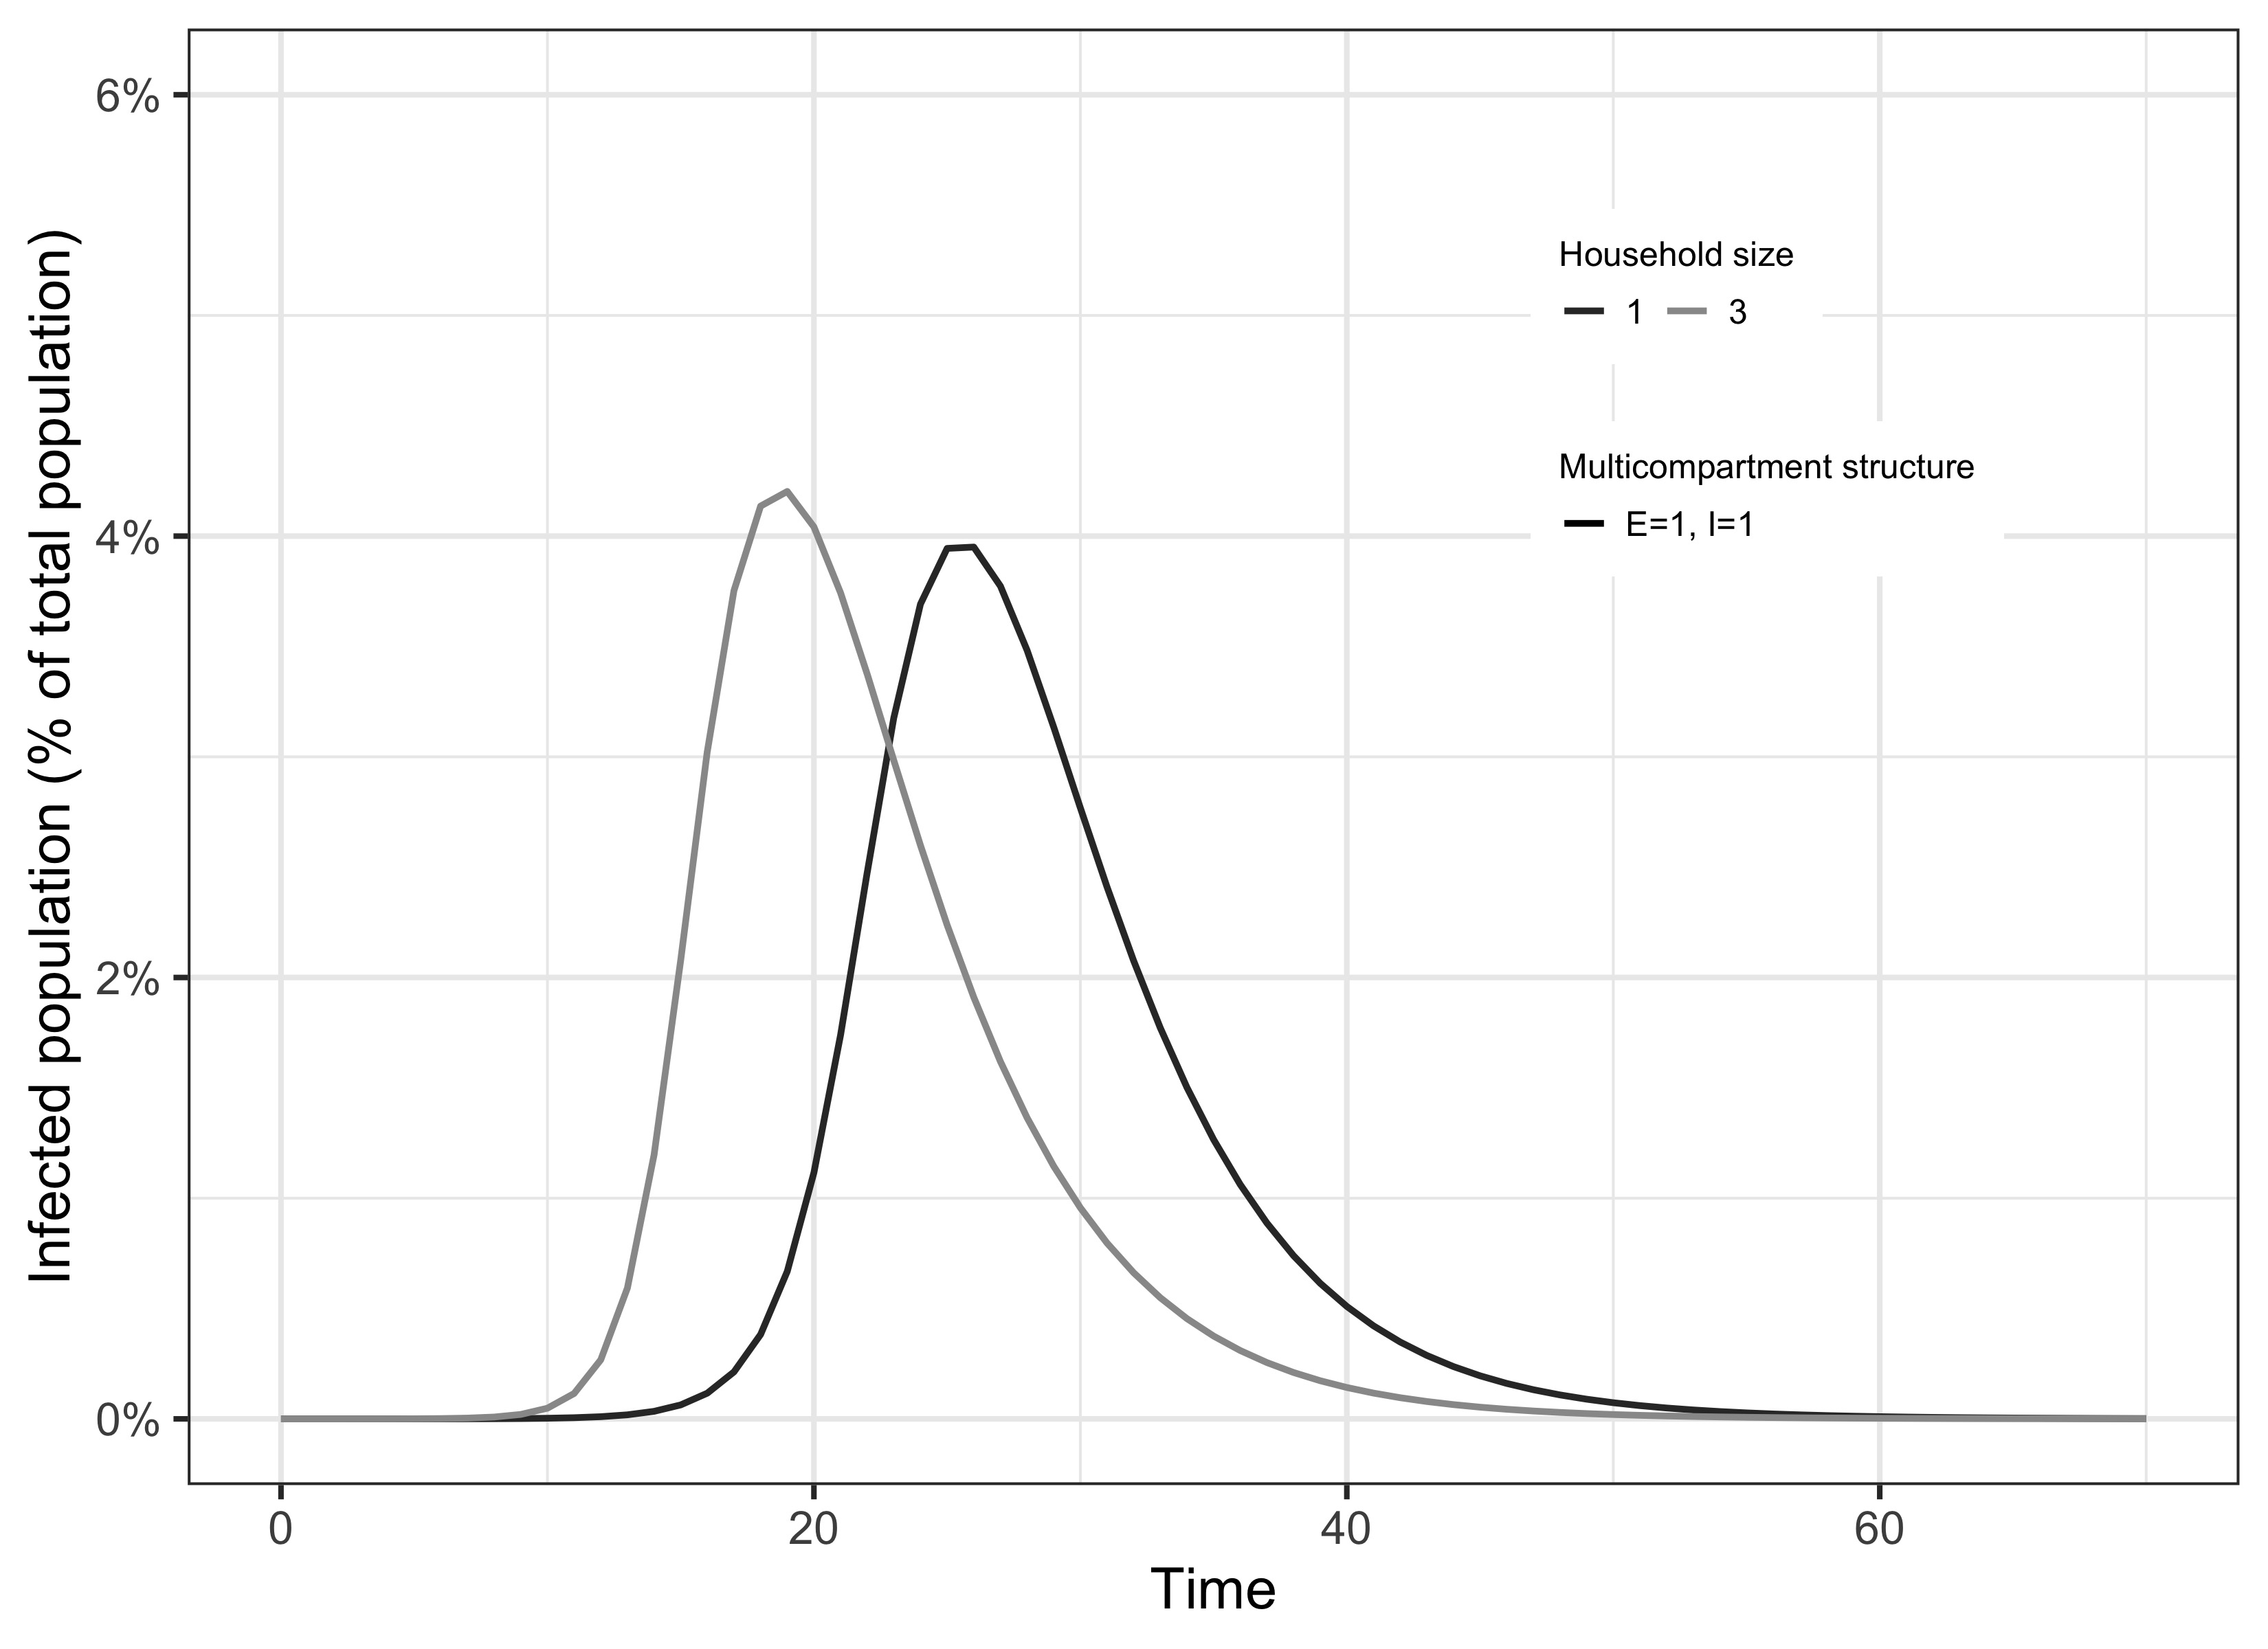 Infected population (% of total population)
6%
4%
2%
0%
Household size
1 3
Multicompartment structure
E=1, I=1
0 20 40 60
Time